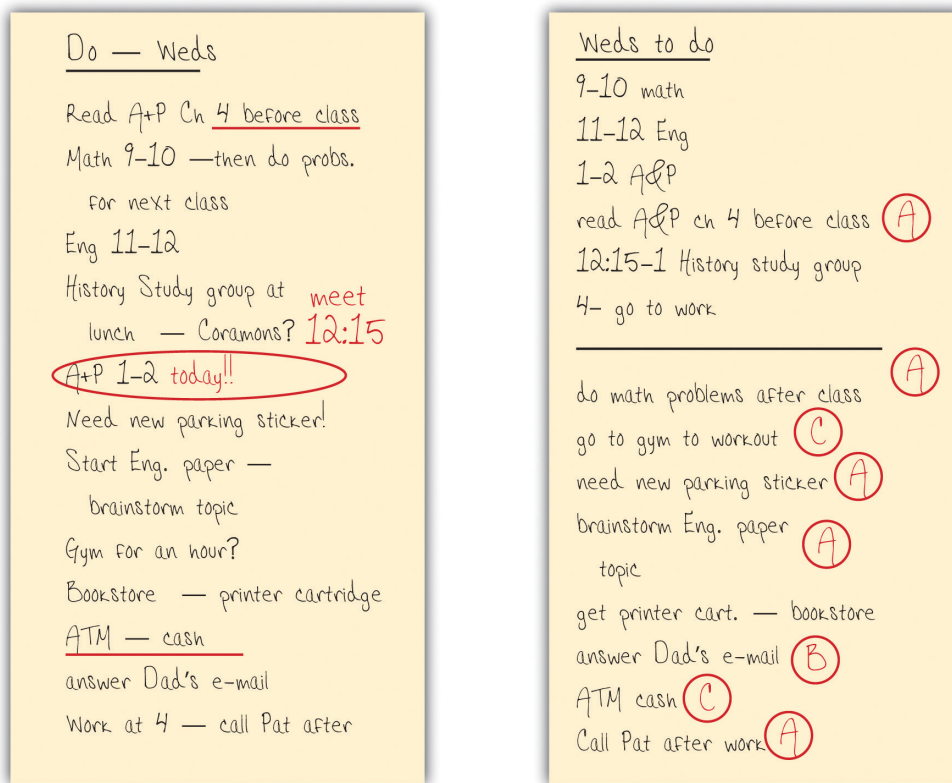 Do — Weds
Read A+P Ch 4 before class
Math 9-10 —then do probs.
for next class
Eng 11-12
History Study group at meet
lunch — Coramons? 12:15
A+P 1-2 today!!
Need new parking sticker!
Start Eng. paper —
brainstorm topic
Gym for an hour?
Bookstore — printer cartridge
ATM — cash
answer Dad's e-mail
Work at 4 — call Pat after
Weds to do
9-10 math
11-12 Eng
1-2 A&P
read A&P ch 4 before class A
12:15-1 History study group
4- go to work
do math problems after class A
go to gym to workout C
need new parking sticker A
brainstorm Eng. paper A
topic
get printer cart. — bookstore
answer Dad's e-mail B
ATM cash C
Call Pat after work A